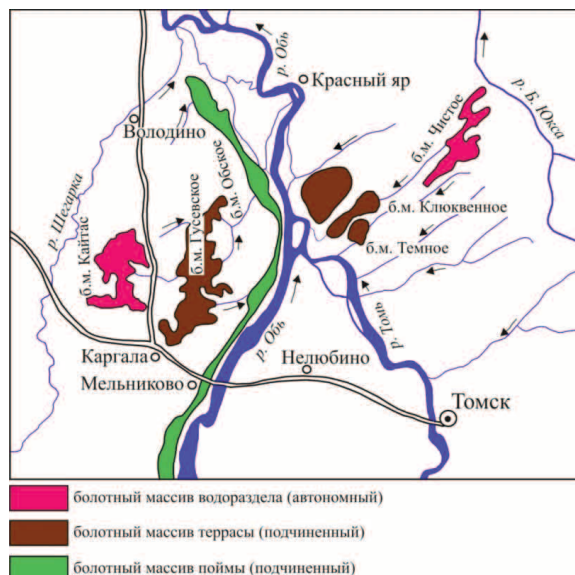 р. Обь
Красный яр
р. Б. Юкса
б.м. Чистое
Володино
б.м. Обское
р. Шегарка
б.м. Клюквенное
б.м. Гусевское
б.м. Кайтас
б.м. Темное
р. Обь
р. Томь
Каргала
Нелюбино
Мельниково
Томск
болотный массив водораздела (автономный)
болотный массив террасы (подчиненный)
болотный массив поймы (подчиненный)